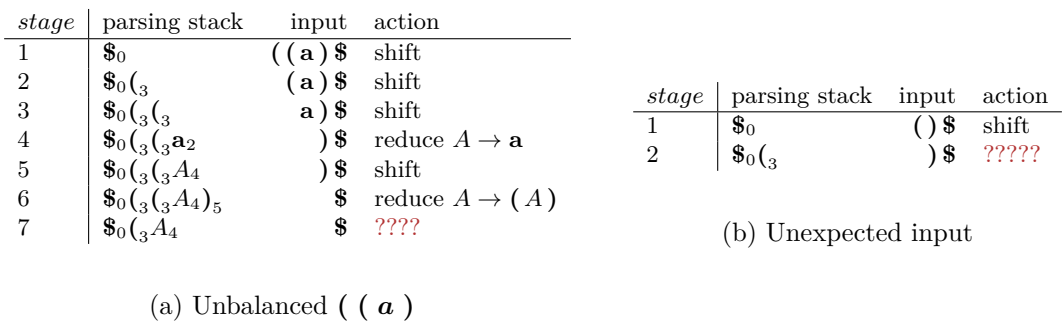 stage parsing stack input action
1 $₀ ( ( a ) $ shift
2 $₀(₃ ( a ) $ shift
3 $₀(₃(₃ a ) $ shift
4 $₀(₃(₃a₂ ) $ reduce A → a
5 $₀(₃(₃A₄ ) $ shift
6 $₀(₃(₃A₄)₅ $ reduce A → ( A )
7 $₀(₃A₄ $ ????
(a) Unbalanced ( ( a )
stage parsing stack input action
1 $₀ ( ) $ shift
2 $₀(₃ ) $ ?????
(b) Unexpected input